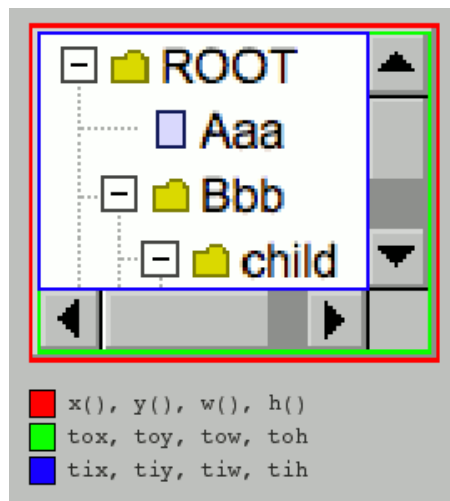 ROOT
Aaa
Bbb
child
x(), y(), w(), h()
tox, toy, tow, toh
tix, tiy, tiw, tih